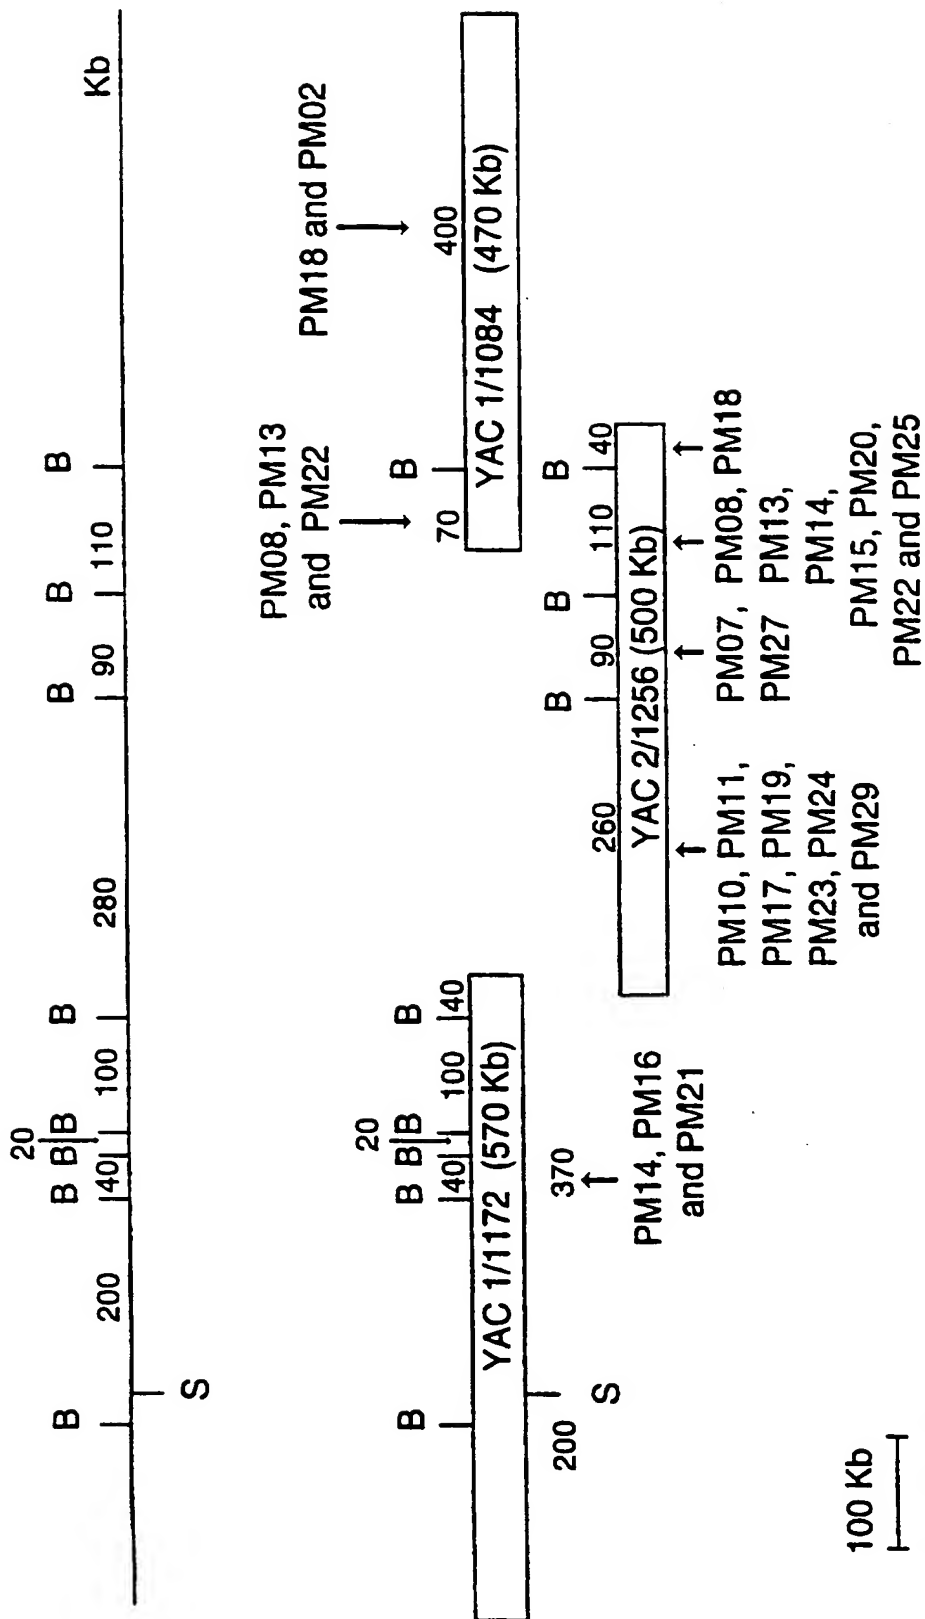 20
B B B B B B B B
200 40 100 280 90 110 Kb
S
PM08, PM13
and PM22
PM18 and PM02
20
B B B B B
B
40 100 40
70 400
YAC 1/1172 (570 Kb)
YAC 1/1084 (470 Kb)
200 370
S
B B B
260 90 110 40
YAC 2/1256 (500 Kb)
PM14, PM16
and PM21
PM10, PM11,
PM17, PM19,
PM23, PM24
and PM29
PM07,
PM27
PM08,
PM13,
PM14,
PM15, PM20,
PM22 and PM25
PM18
100 Kb